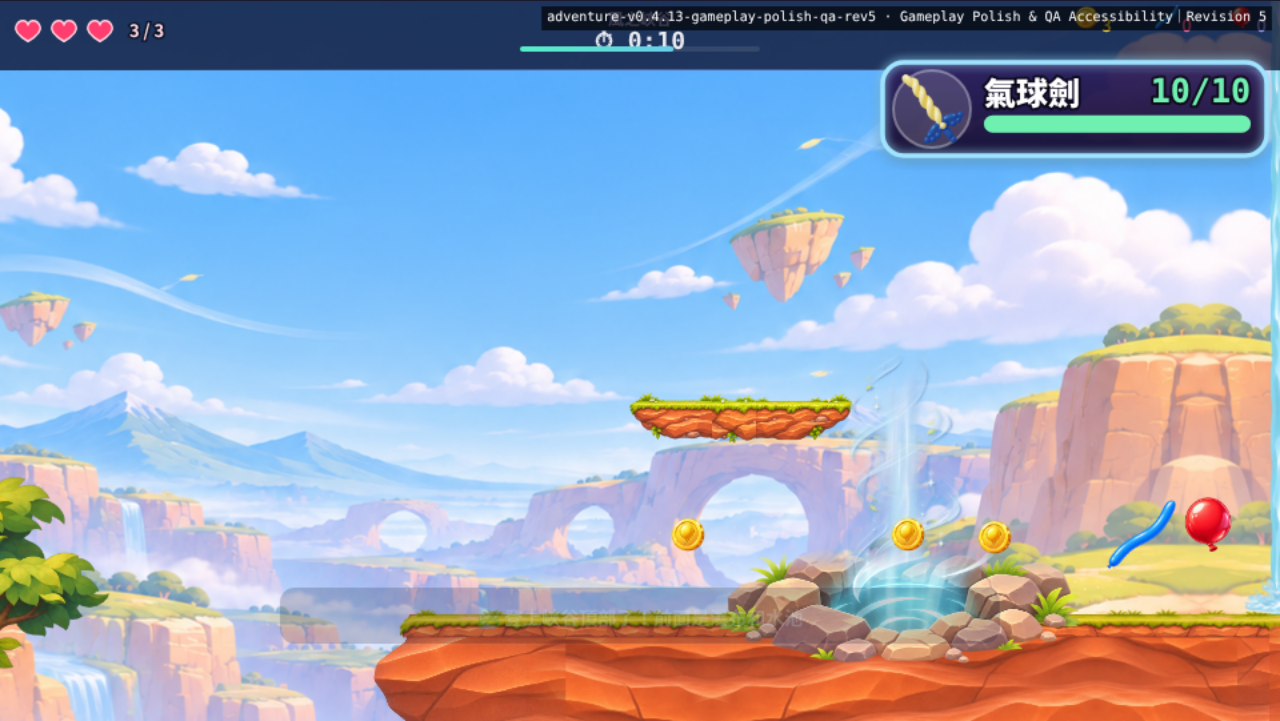 adventure-v0.4.13-gameplay-polish-qa-rev5 · Gameplay Polish & QA Accessibility Revision 5
3/3
0:10
氣球劍 10/10